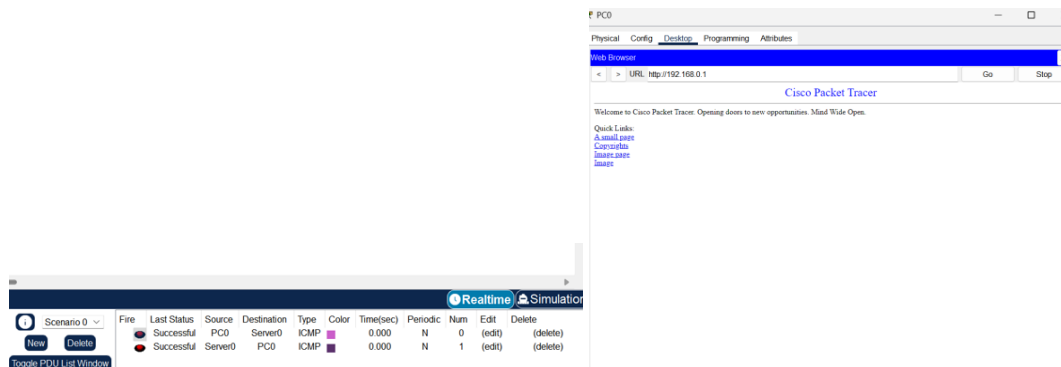 PC0
Physical Config Desktop Programming Attributes
Web Browser
< > URL http://192.168.0.1 Go Stop
Cisco Packet Tracer
Welcome to Cisco Packet Tracer. Opening doors to new opportunities. Mind Wide Open.
Quick Links:
A small page
Copyrights
Image page
Image
Realtime Simulation
Scenario 0
New Delete
Toggle PDU List Window
Fire Last Status Source Destination Type Color Time(sec) Periodic Num Edit Delete
Successful PC0 Server0 ICMP 0.000 N 0 (edit) (delete)
Successful Server0 PC0 ICMP 0.000 N 1 (edit) (delete)